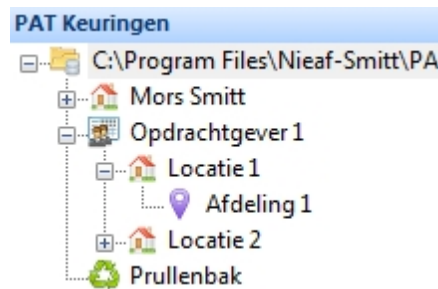 PAT Keuringen
C:\Program Files\Nieaf-Smitt\PA
Mors Smitt
Opdrachtgever 1
Locatie 1
Afdeling 1
Locatie 2
Prullenbak